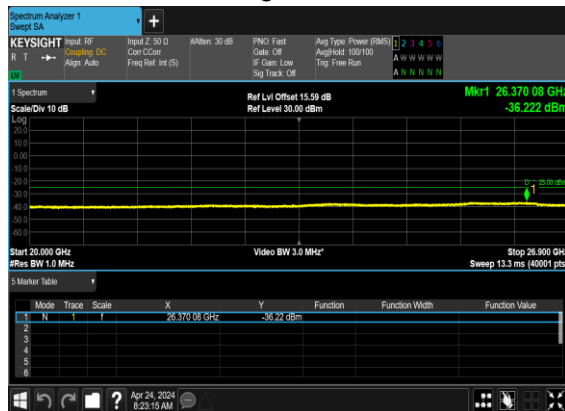 Spectrum Analyzer 1
Swept SA
+
KEYSIGHT Input: RF Input Z: 50 Ω #Atten: 30 dB PNO: Fast Avg Type: Power (RMS) 1 2 3 4 5 6
R T Coupling: DC Corr CCorr Gate: Off Avg|Hold: 100/100 A W W W W W
Align: Auto Freq Ref: Int (S) IF Gain: Low Trig: Free Run
Sig Track: Off A N N N N N
1 Spectrum Ref Lvl Offset 15.59 dB Mkr1 26.370 08 GHz
Scale/Div 10 dB Ref Level 30.00 dBm -36.222 dBm
Log
20.0
10.0
0.00
-10.0
-20.0
-25.00 dBm
1
-30.0
-40.0
-50.0
-60.0
Start 20.000 GHz Video BW 3.0 MHz* Stop 26.900 GHz
#Res BW 1.0 MHz Sweep 13.3 ms (40001 pts)
5 Marker Table
Mode Trace Scale X Y Function Function Width Function Value
1 N 1 f 26.370 08 GHz -36.22 dBm
2
3
4
5
6
? Apr 24, 2024
8:23:15 AM